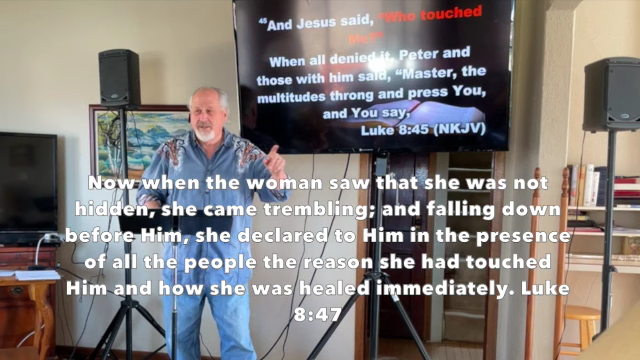 ⁴⁵And Jesus said, "Who touched
Me?"
When all denied it, Peter and
those with him said, "Master, the
multitudes throng and press You,
and You say,
Luke 8:45 (NKJV)
Now when the woman saw that she was not
hidden, she came trembling; and falling down
before Him, she declared to Him in the presence
of all the people the reason she had touched
Him and how she was healed immediately. Luke
8:47